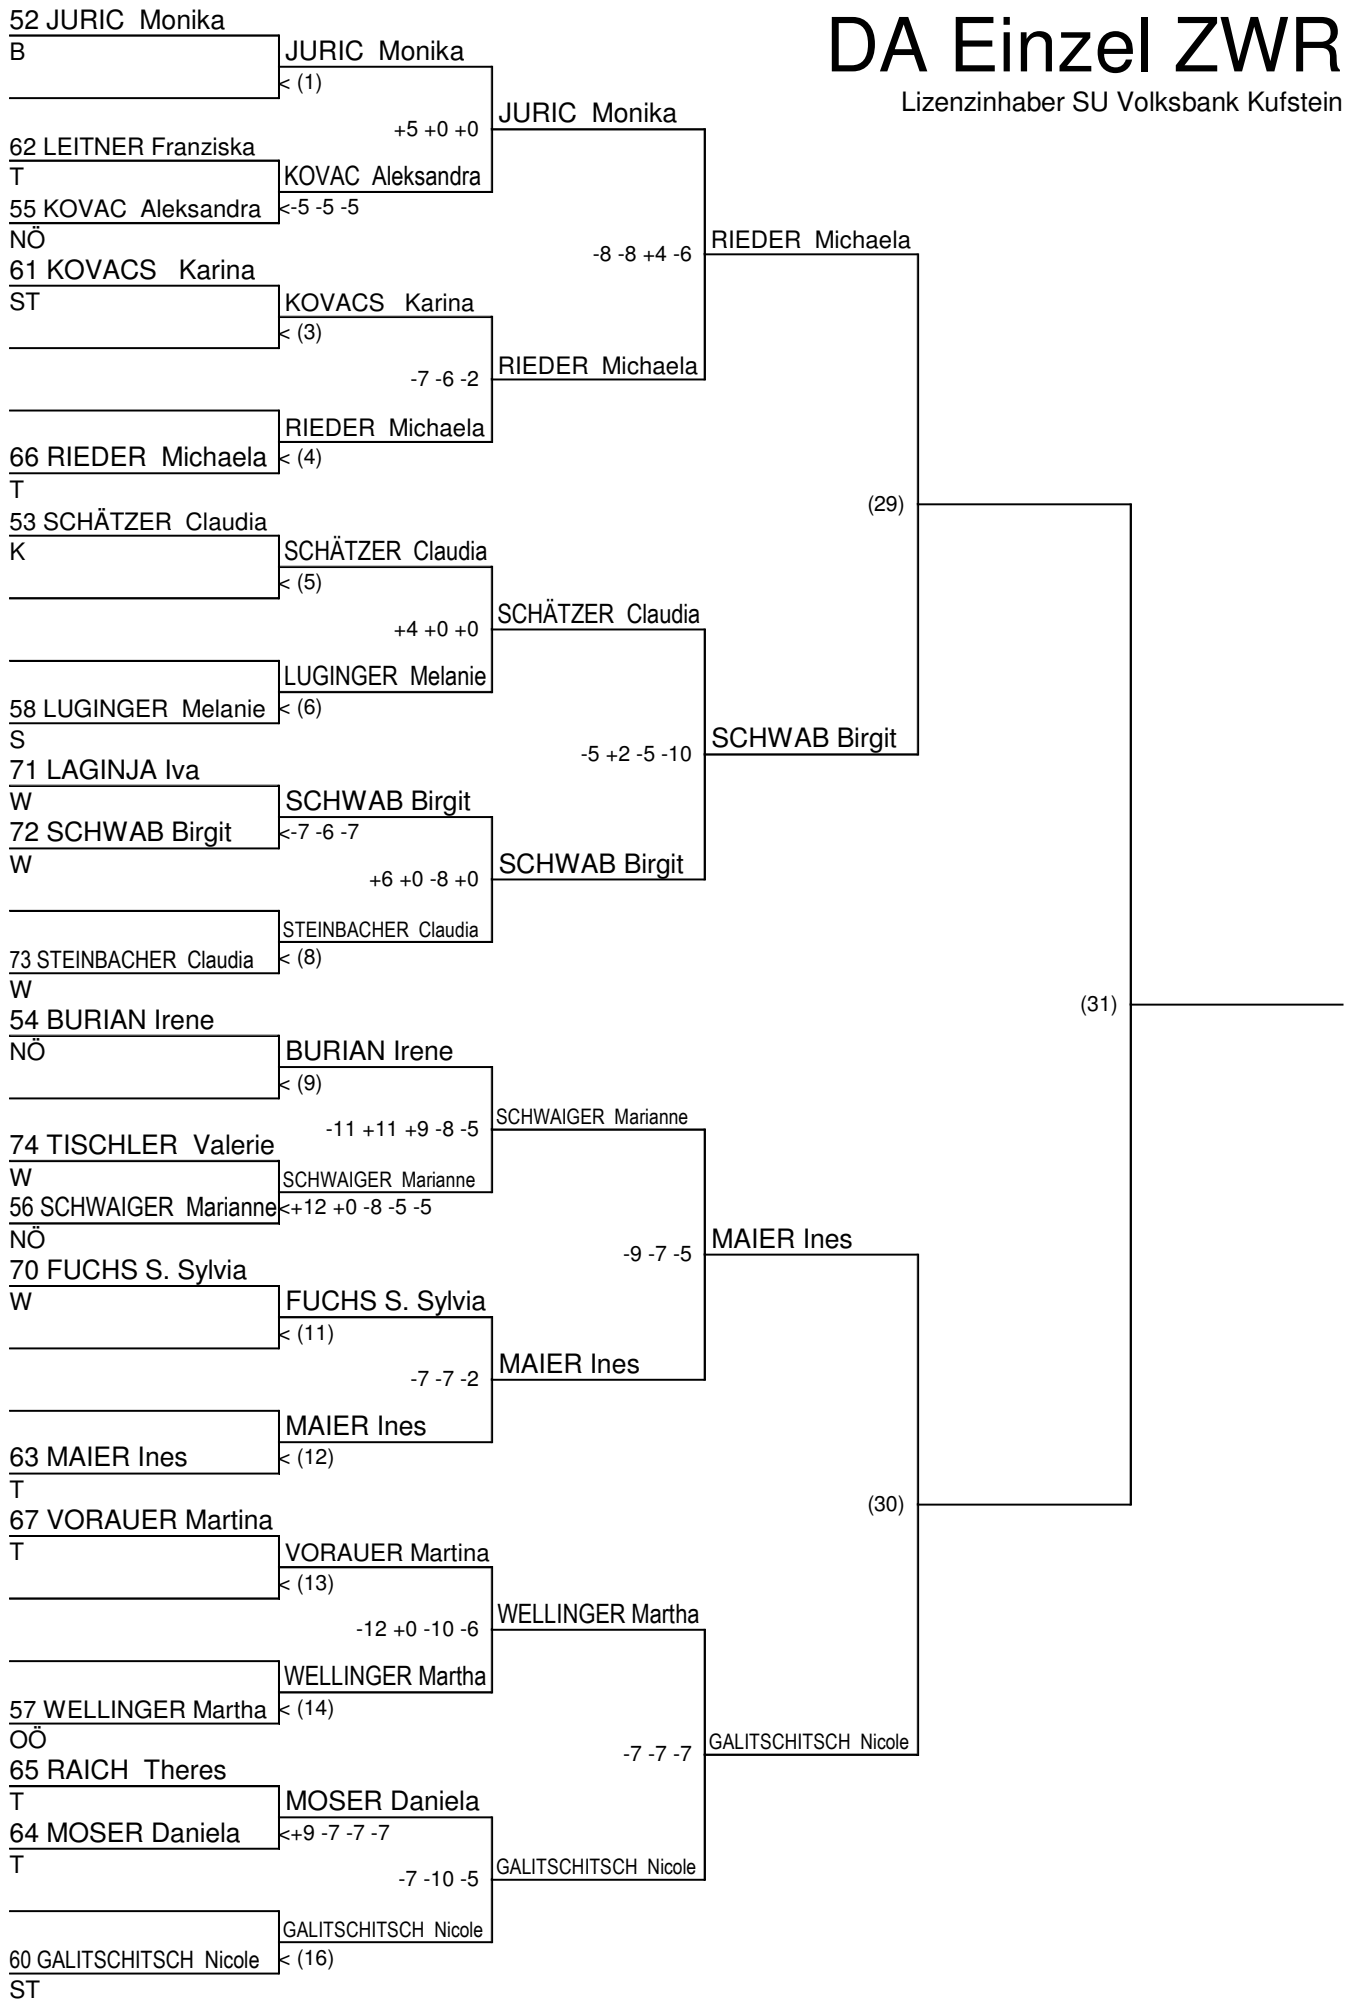 DA Einzel ZWR
Lizenzinhaber SU Volksbank Kufstein
52 JURIC Monika
B
JURIC Monika
< (1)
+5 +0 +0
JURIC Monika
62 LEITNER Franziska
T
KOVAC Aleksandra
55 KOVAC Aleksandra
<-5 -5 -5
NÖ
-8 -8 +4 -6
RIEDER Michaela
61 KOVACS Karina
ST
KOVACS Karina
< (3)
-7 -6 -2
RIEDER Michaela
RIEDER Michaela
66 RIEDER Michaela
< (4)
T
(29)
53 SCHÄTZER Claudia
K
SCHÄTZER Claudia
< (5)
+4 +0 +0
SCHÄTZER Claudia
LUGINGER Melanie
58 LUGINGER Melanie
< (6)
S
-5 +2 -5 -10
SCHWAB Birgit
71 LAGINJA Iva
W
SCHWAB Birgit
72 SCHWAB Birgit
<-7 -6 -7
W
+6 +0 -8 +0
SCHWAB Birgit
STEINBACHER Claudia
73 STEINBACHER Claudia
< (8)
W
(31)
54 BURIAN Irene
NÖ
BURIAN Irene
< (9)
-11 +11 +9 -8 -5
SCHWAIGER Marianne
74 TISCHLER Valerie
W
SCHWAIGER Marianne
56 SCHWAIGER Marianne
<+12 +0 -8 -5 -5
NÖ
-9 -7 -5
MAIER Ines
70 FUCHS S. Sylvia
W
FUCHS S. Sylvia
< (11)
-7 -7 -2
MAIER Ines
MAIER Ines
63 MAIER Ines
< (12)
T
(30)
67 VORAUER Martina
T
VORAUER Martina
< (13)
-12 +0 -10 -6
WELLINGER Martha
WELLINGER Martha
57 WELLINGER Martha
< (14)
OÖ
-7 -7 -7
GALITSCHITSCH Nicole
65 RAICH Theres
T
MOSER Daniela
64 MOSER Daniela
<+9 -7 -7 -7
T
-7 -10 -5
GALITSCHITSCH Nicole
GALITSCHITSCH Nicole
60 GALITSCHITSCH Nicole
< (16)
ST